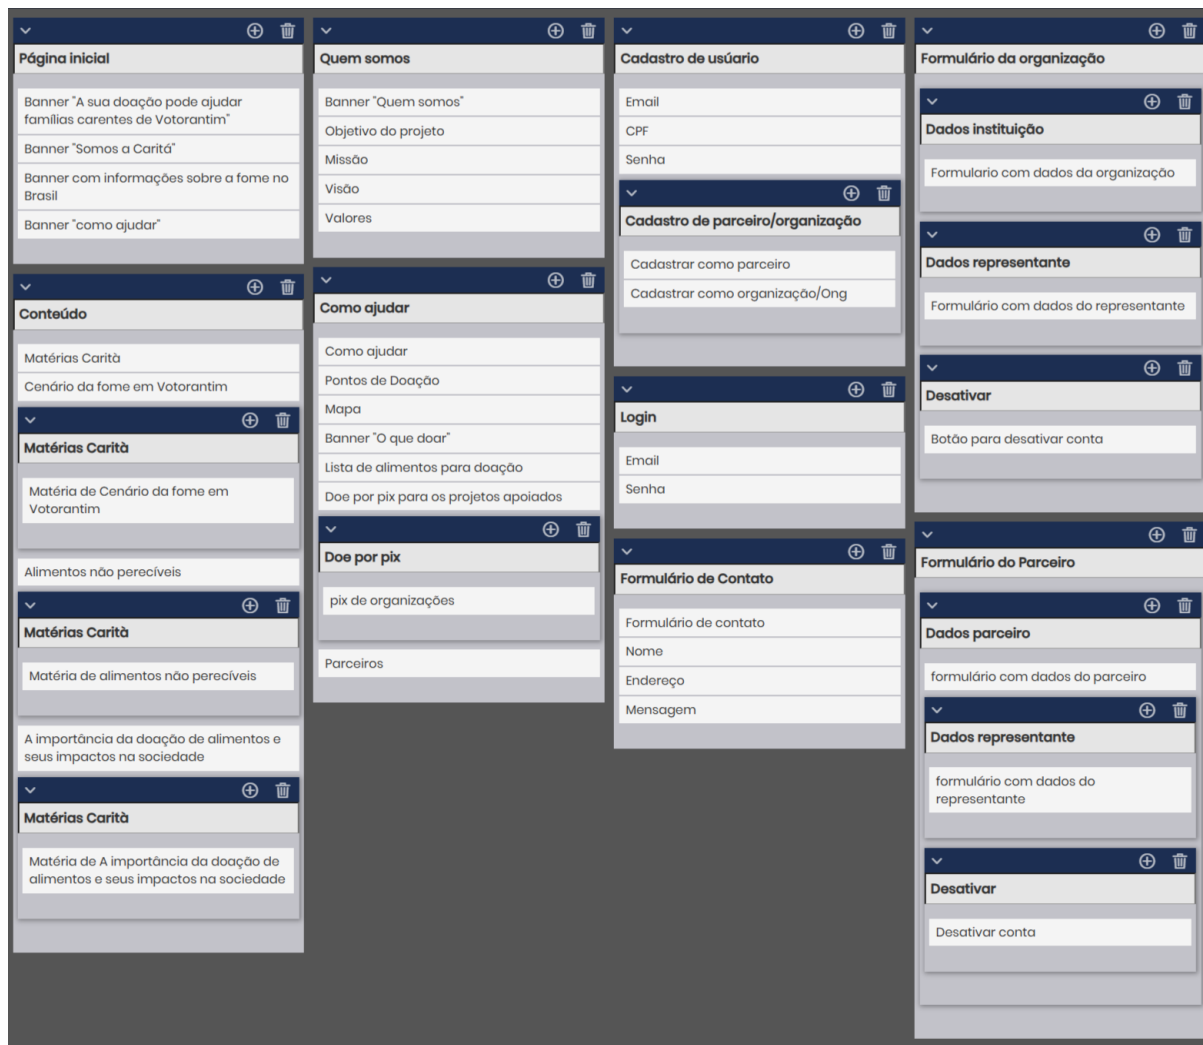 Página inicial
Banner "A sua doação pode ajudar
famílias carentes de Votorantim"
Banner "Somos a Caritá"
Banner com informações sobre a fome no
Brasil
Banner "como ajudar"
Conteúdo
Matérias Carità
Cenário da fome em Votorantim
Matérias Carità
Matéria de Cenário da fome em
Votorantim
Alimentos não perecíveis
Matérias Carità
Matéria de alimentos não perecíveis
A importância da doação de alimentos e
seus impactos na sociedade
Matérias Carità
Matéria de A importância da doação de
alimentos e seus impactos na sociedade
Quem somos
Banner "Quem somos"
Objetivo do projeto
Missão
Visão
Valores
Como ajudar
Como ajudar
Pontos de Doação
Mapa
Banner "O que doar"
Lista de alimentos para doação
Doe por pix para os projetos apoiados
Doe por pix
pix de organizações
Parceiros
Cadastro de usúario
Email
CPF
Senha
Cadastro de parceiro/organização
Cadastrar como parceiro
Cadastrar como organização/Ong
Login
Email
Senha
Formulário de Contato
Formulário de contato
Nome
Endereço
Mensagem
Formulário da organização
Dados instituição
Formulario com dados da organização
Dados representante
Formulário com dados do representante
Desativar
Botão para desativar conta
Formulário do Parceiro
Dados parceiro
formulário com dados do parceiro
Dados representante
formulário com dados do
representante
Desativar
Desativar conta